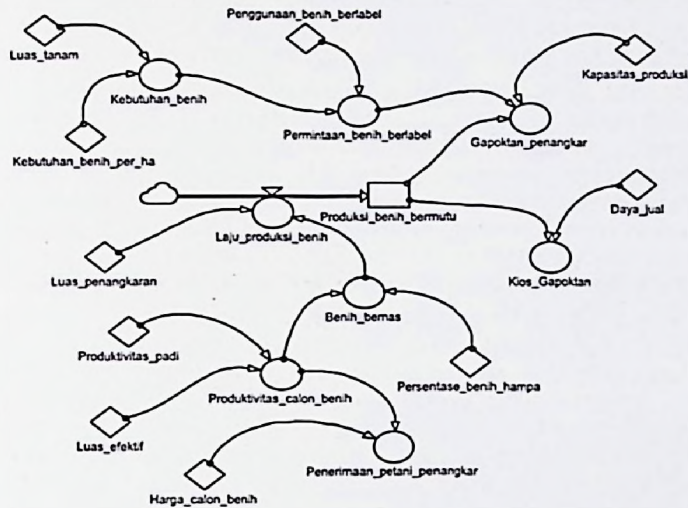 Penggunaan_benih_berlabel
Luas_tanam
Kapasitas_produksi
Kebutuhan_benih
Permintaan_benih_berlabel
Gapoktan_penangkar
Kebutuhan_benih_per_ha
Produksi_benih_bermutu
Daya_jual
Laju_produksi_benih
Luas_penangkaran
Kios_Gapoktan
Benih_bernas
Produktivitas_padi
Persentase_benih_hampa
Produktivitas_calon_benih
Luas_efektif
Penerimaan_petani_penangkar
Harga_calon_benih